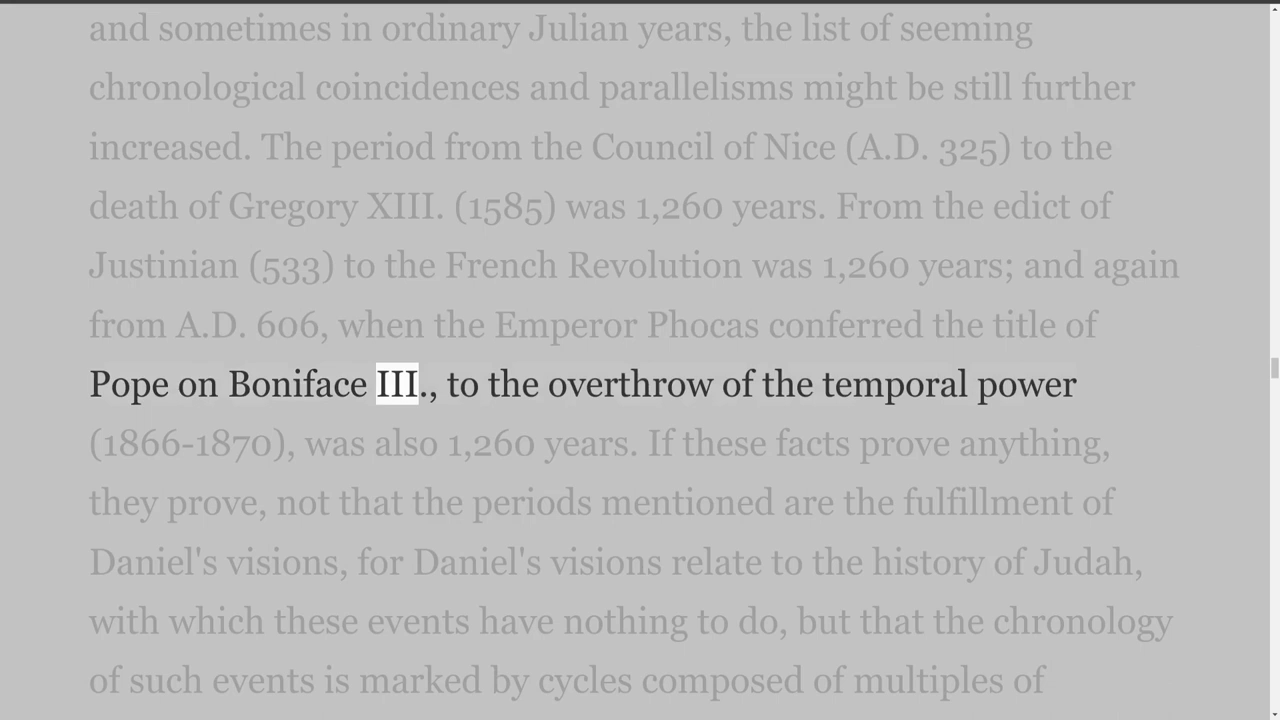 and sometimes in ordinary Julian years, the list of seeming
chronological coincidences and parallelisms might be still further
increased. The period from the Council of Nice (A.D. 325) to the
death of Gregory XIII. (1585) was 1,260 years. From the edict of
Justinian (533) to the French Revolution was 1,260 years; and again
from A.D. 606, when the Emperor Phocas conferred the title of
Pope on Boniface III., to the overthrow of the temporal power
(1866-1870), was also 1,260 years. If these facts prove anything,
they prove, not that the periods mentioned are the fulfillment of
Daniel's visions, for Daniel's visions relate to the history of Judah,
with which these events have nothing to do, but that the chronology
of such events is marked by cycles composed of multiples of